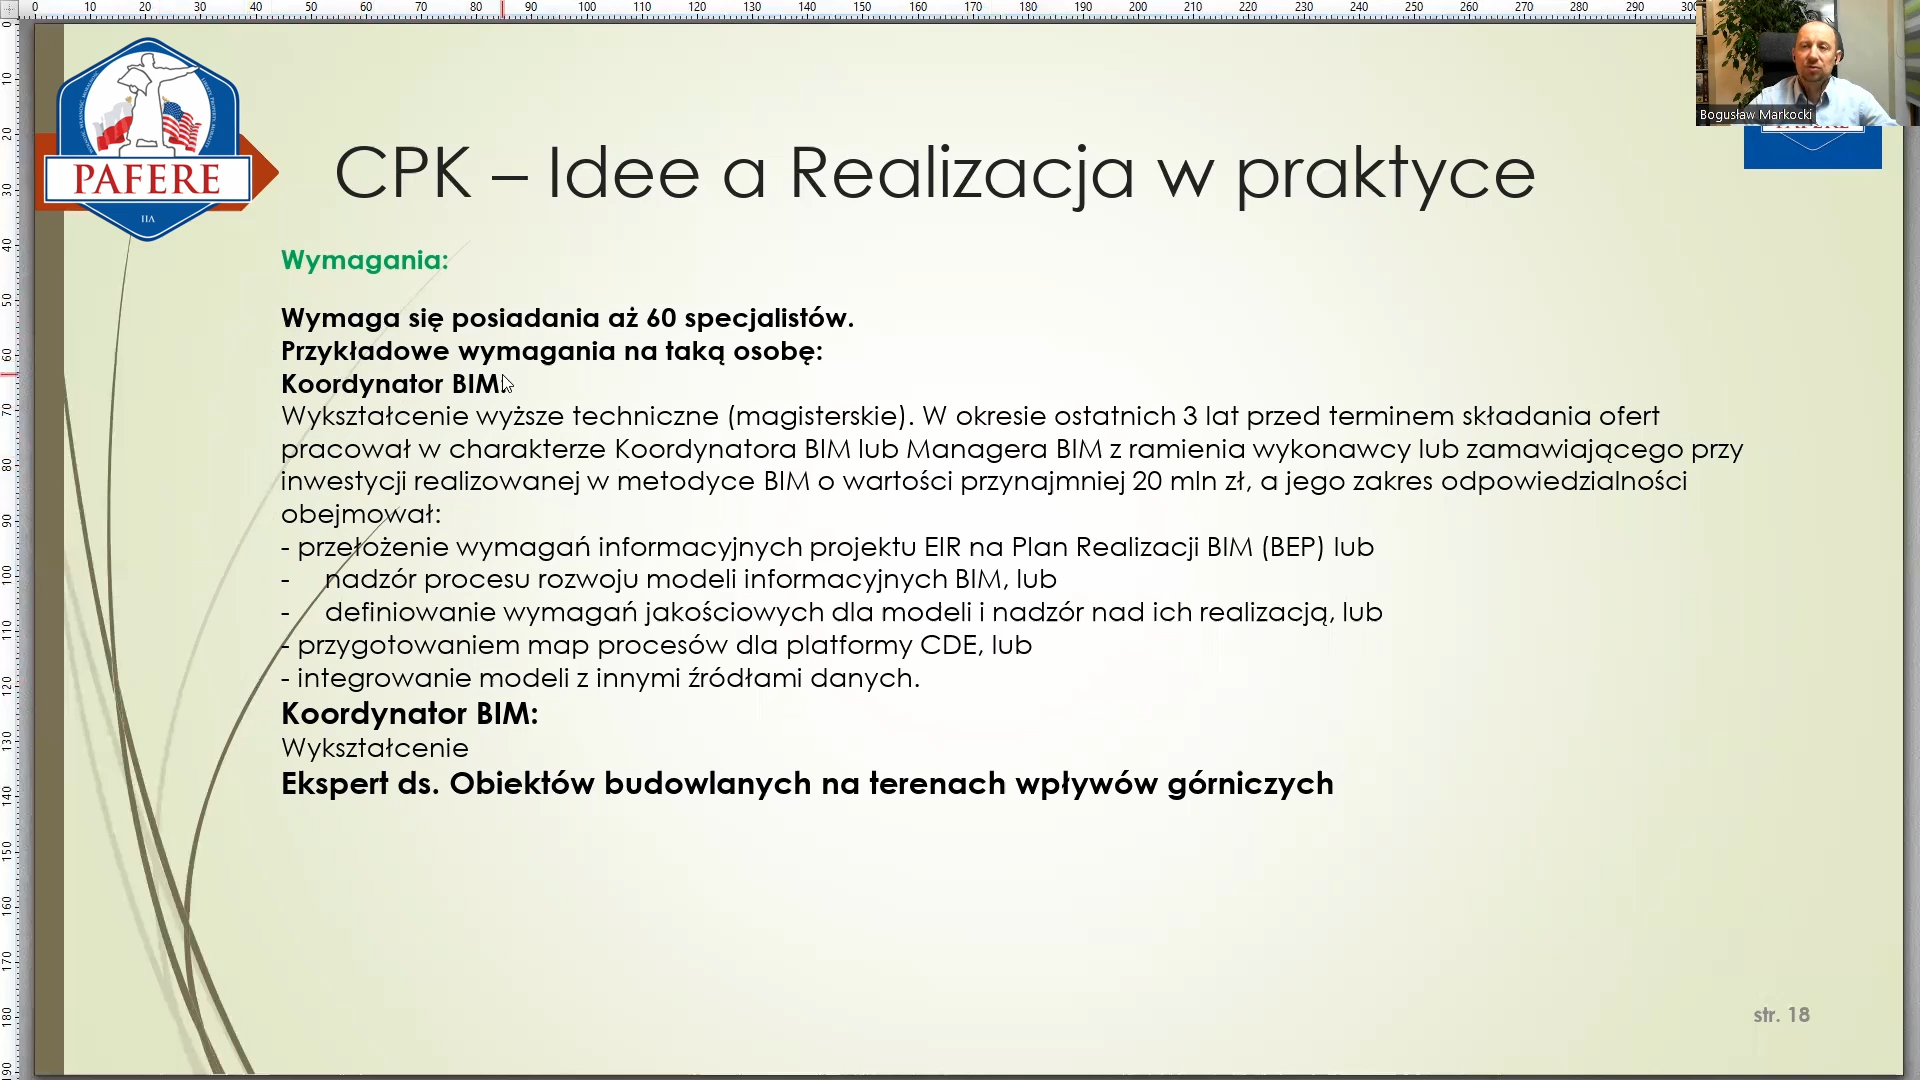 Bogusław Markocki
PAFERE
CPK – Idee a Realizacja w praktyce
Wymagania:
Wymaga się posiadania aż 60 specjalistów.
Przykładowe wymagania na taką osobę:
Koordynator BIM:
Wykształcenie wyższe techniczne (magisterskie). W okresie ostatnich 3 lat przed terminem składania ofert
pracował w charakterze Koordynatora BIM lub Managera BIM z ramienia wykonawcy lub zamawiającego przy
inwestycji realizowanej w metodyce BIM o wartości przynajmniej 20 mln zł, a jego zakres odpowiedzialności
obejmował:
- przełożenie wymagań informacyjnych projektu EIR na Plan Realizacji BIM (BEP) lub
- nadzór procesu rozwoju modeli informacyjnych BIM, lub
- definiowanie wymagań jakościowych dla modeli i nadzór nad ich realizacją, lub
- przygotowaniem map procesów dla platformy CDE, lub
- integrowanie modeli z innymi źródłami danych.
Koordynator BIM:
Wykształcenie
Ekspert ds. Obiektów budowlanych na terenach wpływów górniczych
str. 18